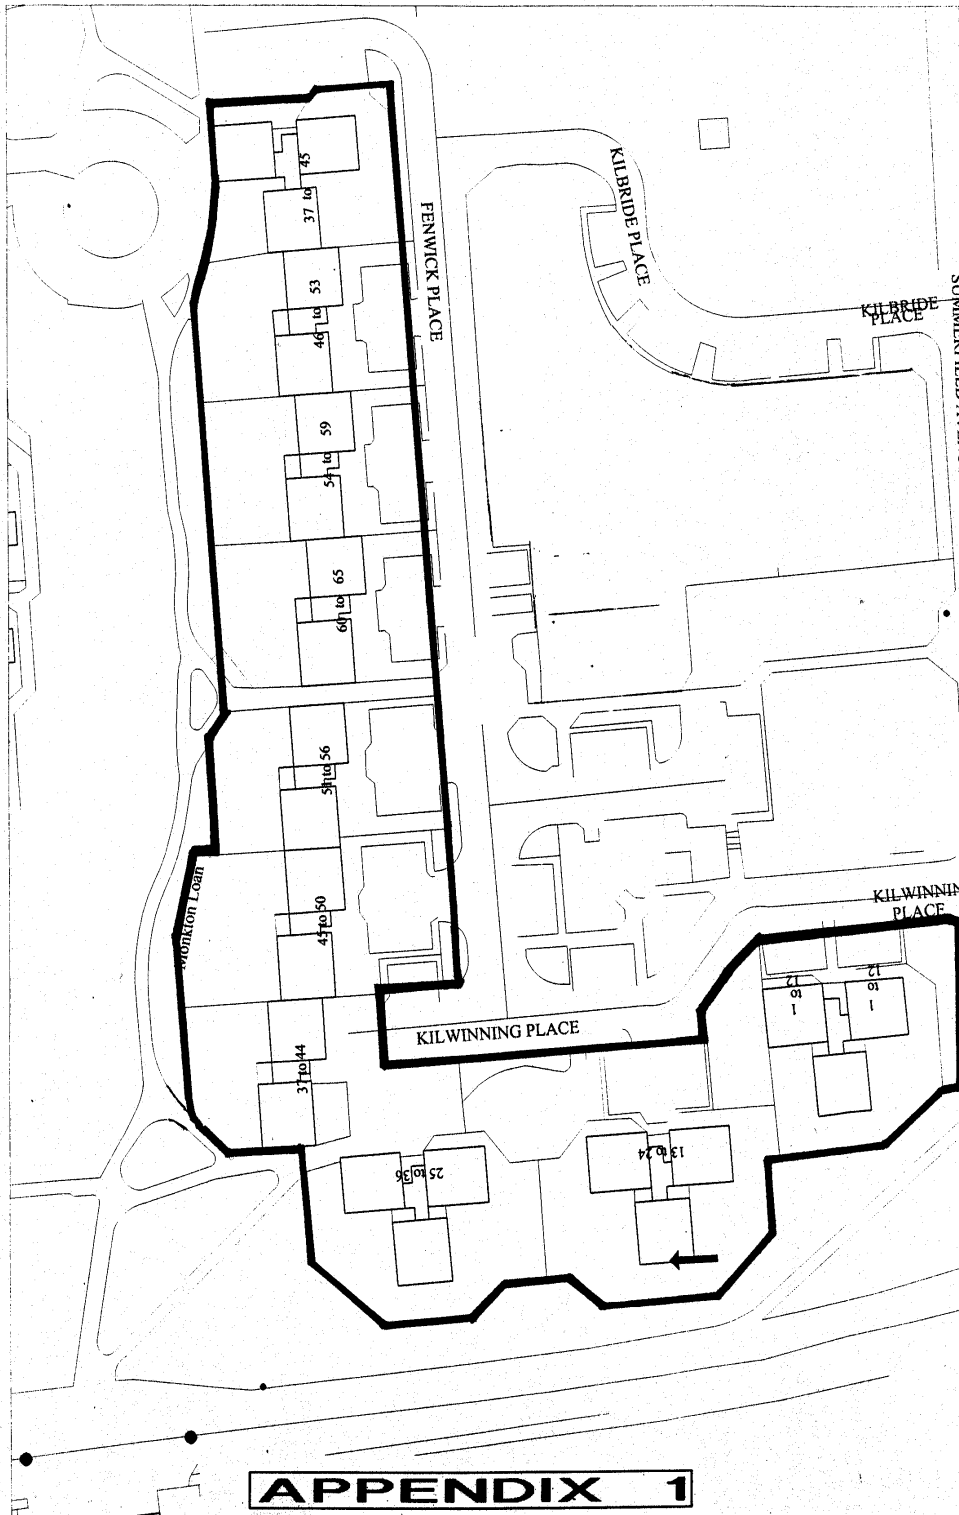 37 to 45
FENWICK PLACE
KILBRIDE PLACE
KILBRIDE
PLACE
46 to 53
54 to 59
60 to 65
51 to 56
45 to 50
Monkton Loan
37 to 44
KILWINNING PLACE
PLACE
1 to 12
1 to 12
13 to 24
25 to 36
APPENDIX 1